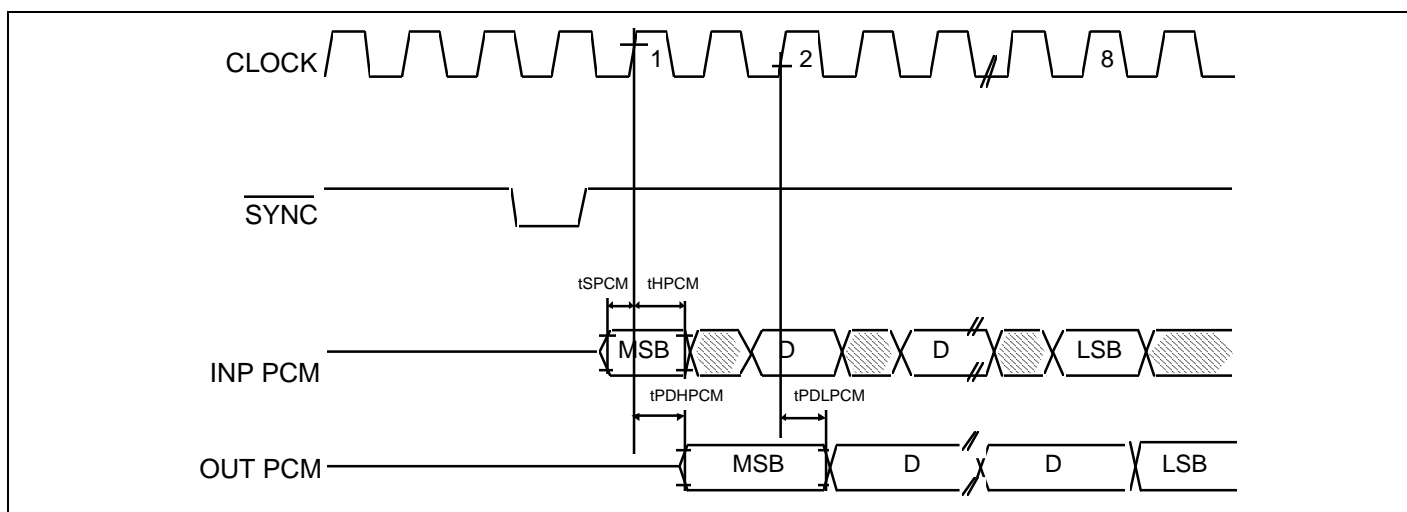 CLOCK 1 2 8
SYNC
tSPCM tHPCM
INP PCM MSB D D LSB
tPDHPCM tPDLPCM
OUT PCM MSB D D LSB